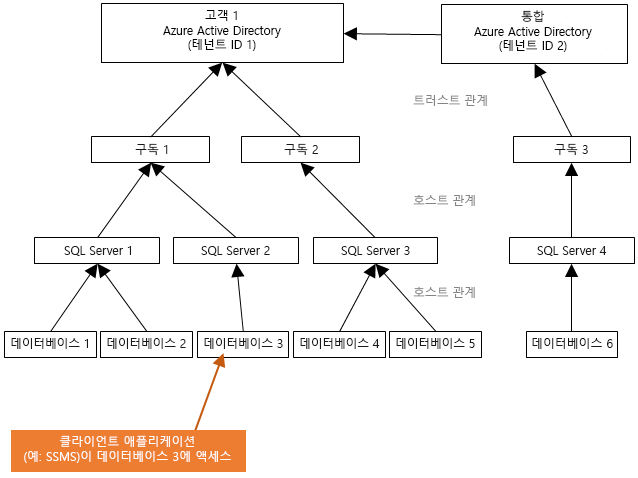 고객 1
Azure Active Directory
(테넌트 ID 1)
통합
Azure Active Directory
(테넌트 ID 2)
트러스트 관계
구독 1
구독 2
구독 3
호스트 관계
SQL Server 1
SQL Server 2
SQL Server 3
SQL Server 4
호스트 관계
데이터베이스 1
데이터베이스 2
데이터베이스 3
데이터베이스 4
데이터베이스 5
데이터베이스 6
클라이언트 애플리케이션
(예: SSMS)이 데이터베이스 3에 액세스